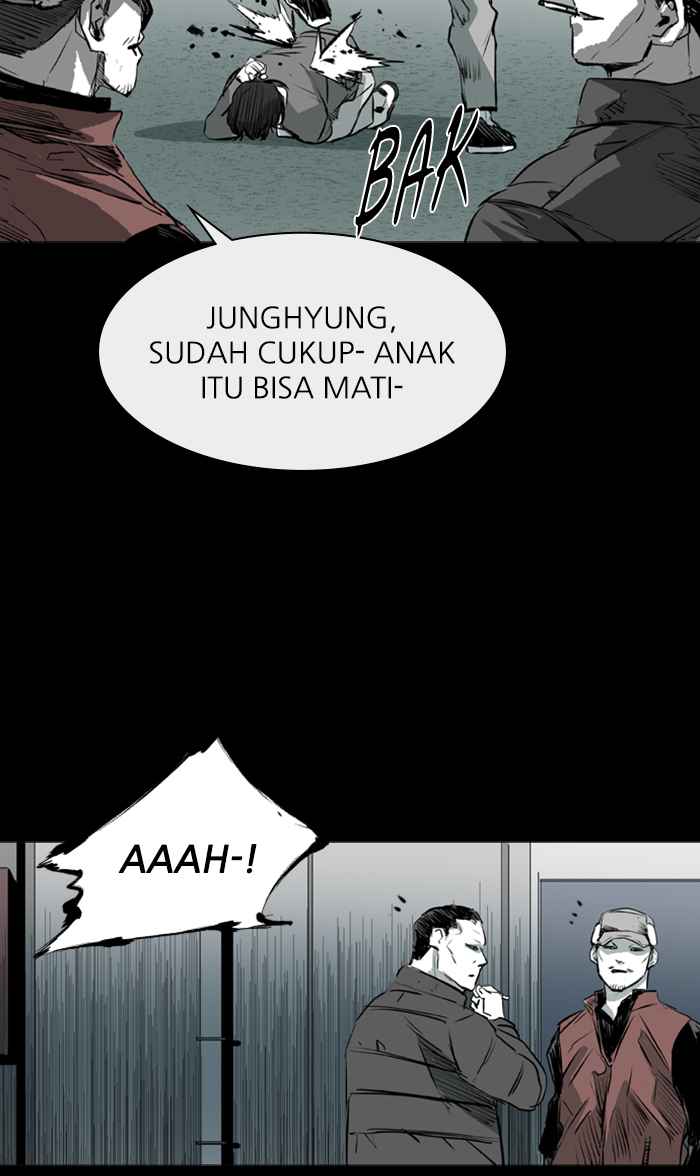 BAK
JUNGHYUNG,
SUDAH CUKUP- ANAK
ITU BISA MATI-
AAAH-!